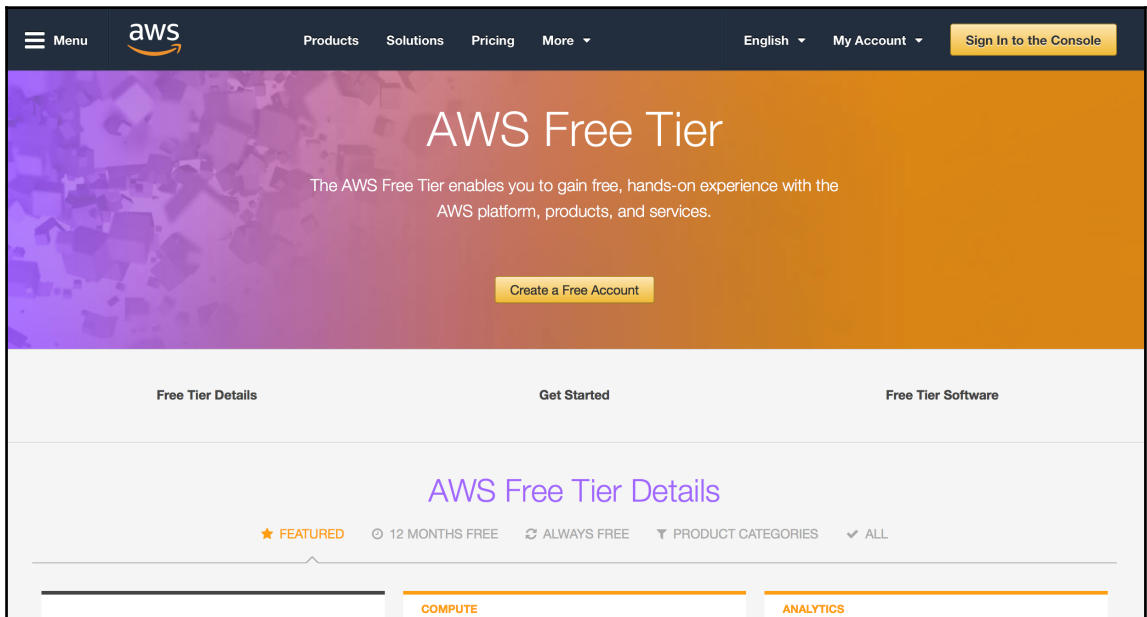 Menu
aws
Products Solutions Pricing More
English My Account Sign In to the Console
AWS Free Tier
The AWS Free Tier enables you to gain free, hands-on experience with the
AWS platform, products, and services.
Create a Free Account
Free Tier Details
Get Started
Free Tier Software
AWS Free Tier Details
FEATURED 12 MONTHS FREE ALWAYS FREE PRODUCT CATEGORIES ALL
COMPUTE
ANALYTICS